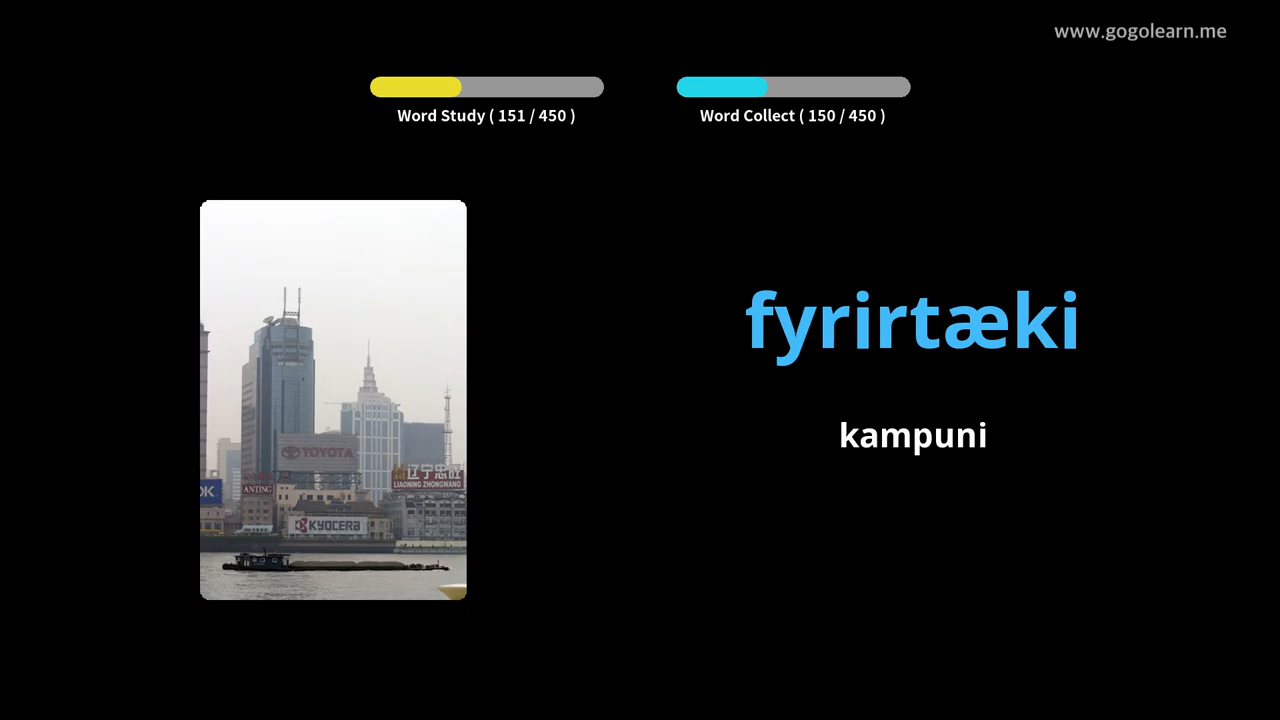 www.gogolearn.me
Word Study ( 151 / 450 )
Word Collect ( 150 / 450 )
fyrirtæki
kampuni
TOYOTA
辽宁忠旺
LIAONING ZHONGWANG
ANTING
OK
KYOCERA